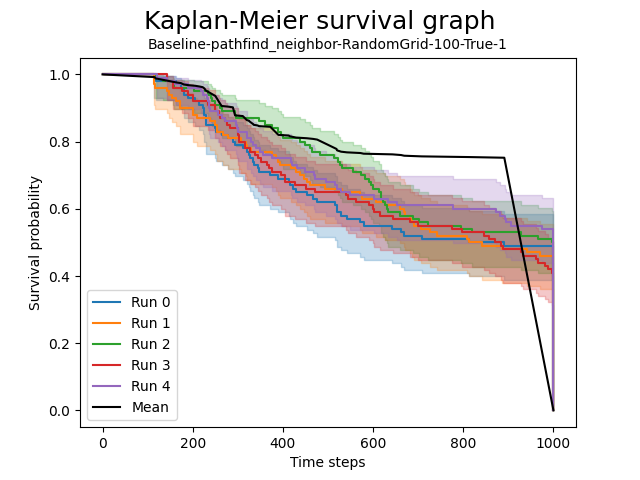 Kaplan-Meier survival graph
Baseline-pathfind_neighbor-RandomGrid-100-True-1
1.0
0.8
0.6
0.4
0.2
0.0
Survival probability
Run 0
Run 1
Run 2
Run 3
Run 4
Mean
0 200 400 600 800 1000
Time steps